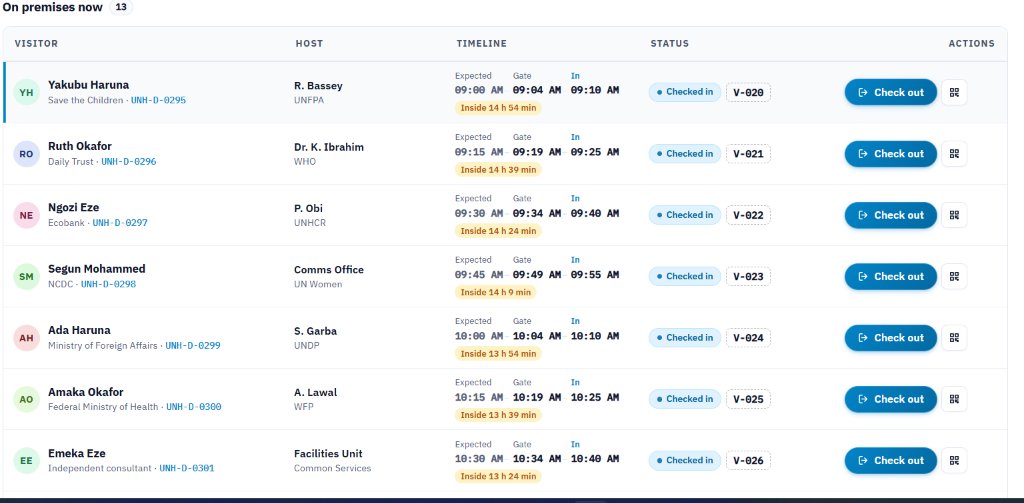 On premises now 13
VISITOR HOST TIMELINE STATUS ACTIONS
YH Yakubu Haruna
Save the Children · UNH-D-0295
R. Bassey
UNFPA
Expected Gate In
09:00 AM 09:04 AM 09:10 AM
Inside 14 h 54 min
Checked in V-020 Check out
RO Ruth Okafor
Daily Trust · UNH-D-0296
Dr. K. Ibrahim
WHO
Expected Gate In
09:15 AM 09:19 AM 09:25 AM
Inside 14 h 39 min
Checked in V-021 Check out
NE Ngozi Eze
Ecobank · UNH-D-0297
P. Obi
UNHCR
Expected Gate In
09:30 AM 09:34 AM 09:40 AM
Inside 14 h 24 min
Checked in V-022 Check out
SM Segun Mohammed
NCDC · UNH-D-0298
Comms Office
UN Women
Expected Gate In
09:45 AM 09:49 AM 09:55 AM
Inside 14 h 9 min
Checked in V-023 Check out
AH Ada Haruna
Ministry of Foreign Affairs · UNH-D-0299
S. Garba
UNDP
Expected Gate In
10:00 AM 10:04 AM 10:10 AM
Inside 13 h 54 min
Checked in V-024 Check out
AO Amaka Okafor
Federal Ministry of Health · UNH-D-0300
A. Lawal
WFP
Expected Gate In
10:15 AM 10:19 AM 10:25 AM
Inside 13 h 39 min
Checked in V-025 Check out
EE Emeka Eze
Independent consultant · UNH-D-0301
Facilities Unit
Common Services
Expected Gate In
10:30 AM 10:34 AM 10:40 AM
Inside 13 h 24 min
Checked in V-026 Check out